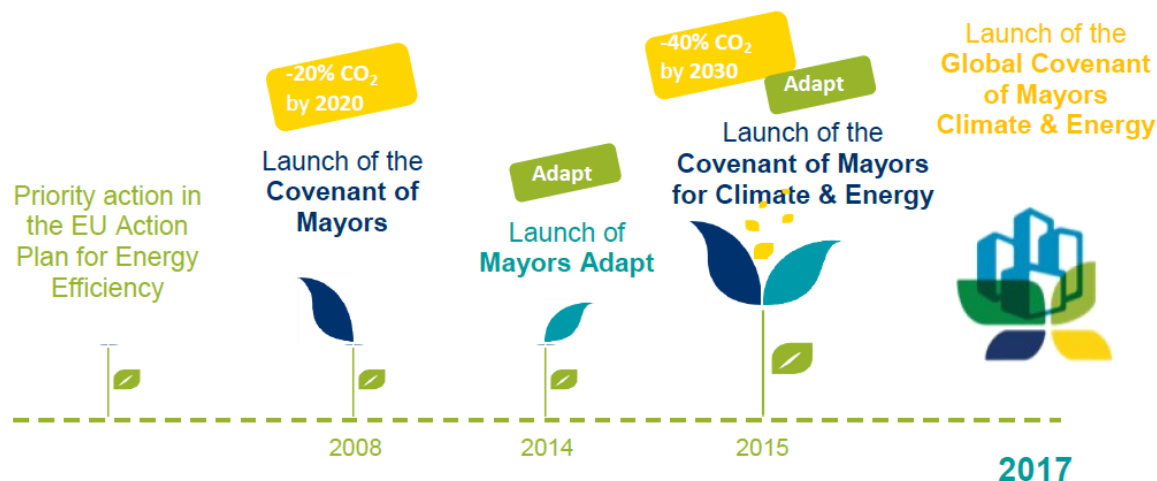 Priority action in
the EU Action
Plan for Energy
Efficiency
-20% CO₂
by 2020
Launch of the
Covenant of
Mayors
Adapt
Launch of
Mayors Adapt
-40% CO₂
by 2030
Adapt
Launch of the
Covenant of Mayors
for Climate & Energy
Launch of the
Global Covenant
of Mayors
Climate & Energy
2008
2014
2015
2017